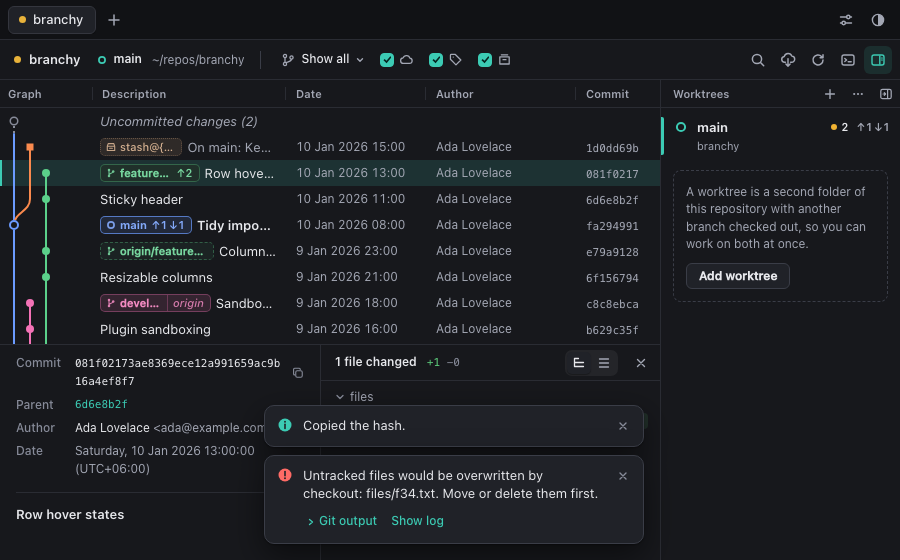 branchy
branchy main ~/repos/branchy Show all
Graph Description Date Author Commit Worktrees
Uncommitted changes (2)
stash@{... On main: Ke... 10 Jan 2026 15:00 Ada Lovelace 1d0dd69b
feature... ↑2 Row hove... 10 Jan 2026 13:00 Ada Lovelace 081f0217
Sticky header 10 Jan 2026 11:00 Ada Lovelace 6d6e8b2f
main ↑1↓1 Tidy impo... 10 Jan 2026 08:00 Ada Lovelace fa294991
origin/feature... Column... 9 Jan 2026 23:00 Ada Lovelace e79a9128
Resizable columns 9 Jan 2026 21:00 Ada Lovelace 6f156794
devel... origin Sandbo... 9 Jan 2026 18:00 Ada Lovelace c8c8ebca
Plugin sandboxing 9 Jan 2026 16:00 Ada Lovelace b629c35f
main 2 ↑1↓1
branchy
A worktree is a second folder of
this repository with another
branch checked out, so you can
work on both at once.
Add worktree
Commit 081f02173ae8369ece12a991659ac9b
16a4ef8f7
Parent 6d6e8b2f
Author Ada Lovelace <ada@example.com
Date Saturday, 10 Jan 2026 13:00:00
(UTC+06:00)
Row hover states
1 file changed +1 −0
files
Copied the hash.
Untracked files would be overwritten by
checkout: files/f34.txt. Move or delete them first.
Git output Show log